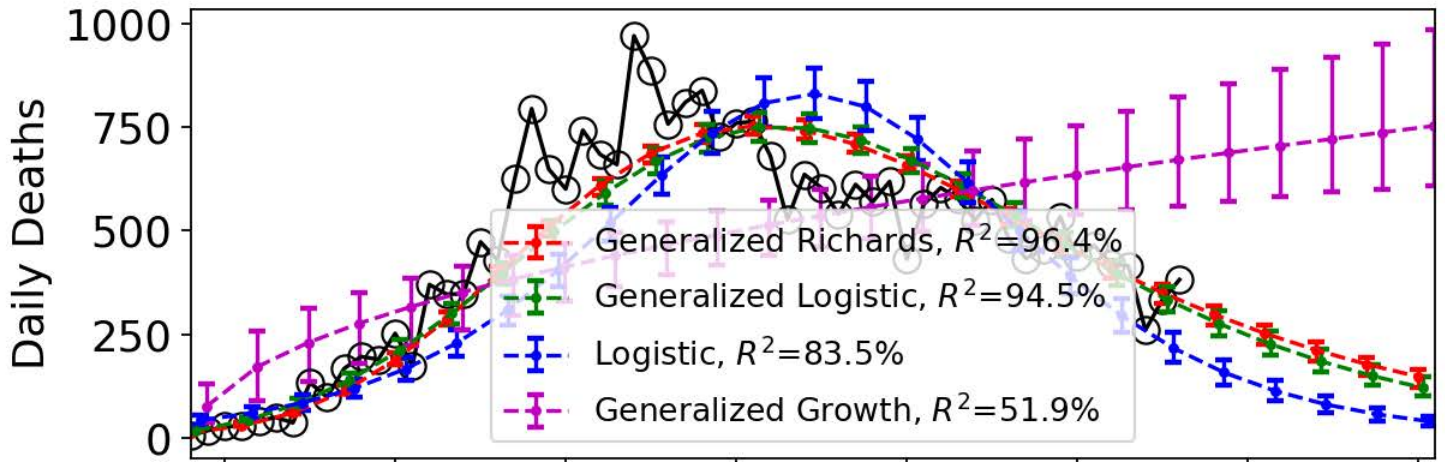 Daily Deaths
1000
750
500
250
0
Generalized Richards, R²=96.4%
Generalized Logistic, R²=94.5%
Logistic, R²=83.5%
Generalized Growth, R²=51.9%